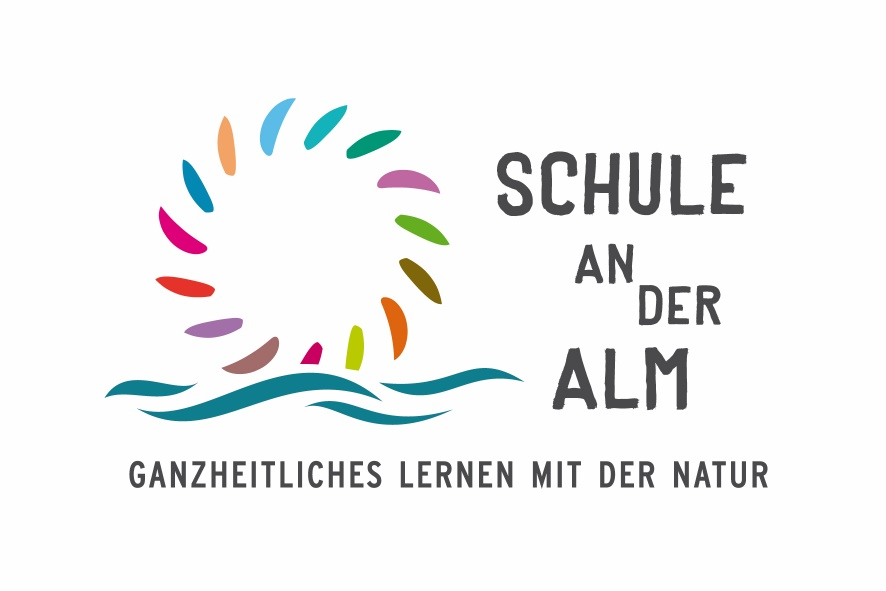 SCHULE
AN
DER
ALM
GANZHEITLICHES LERNEN MIT DER NATUR